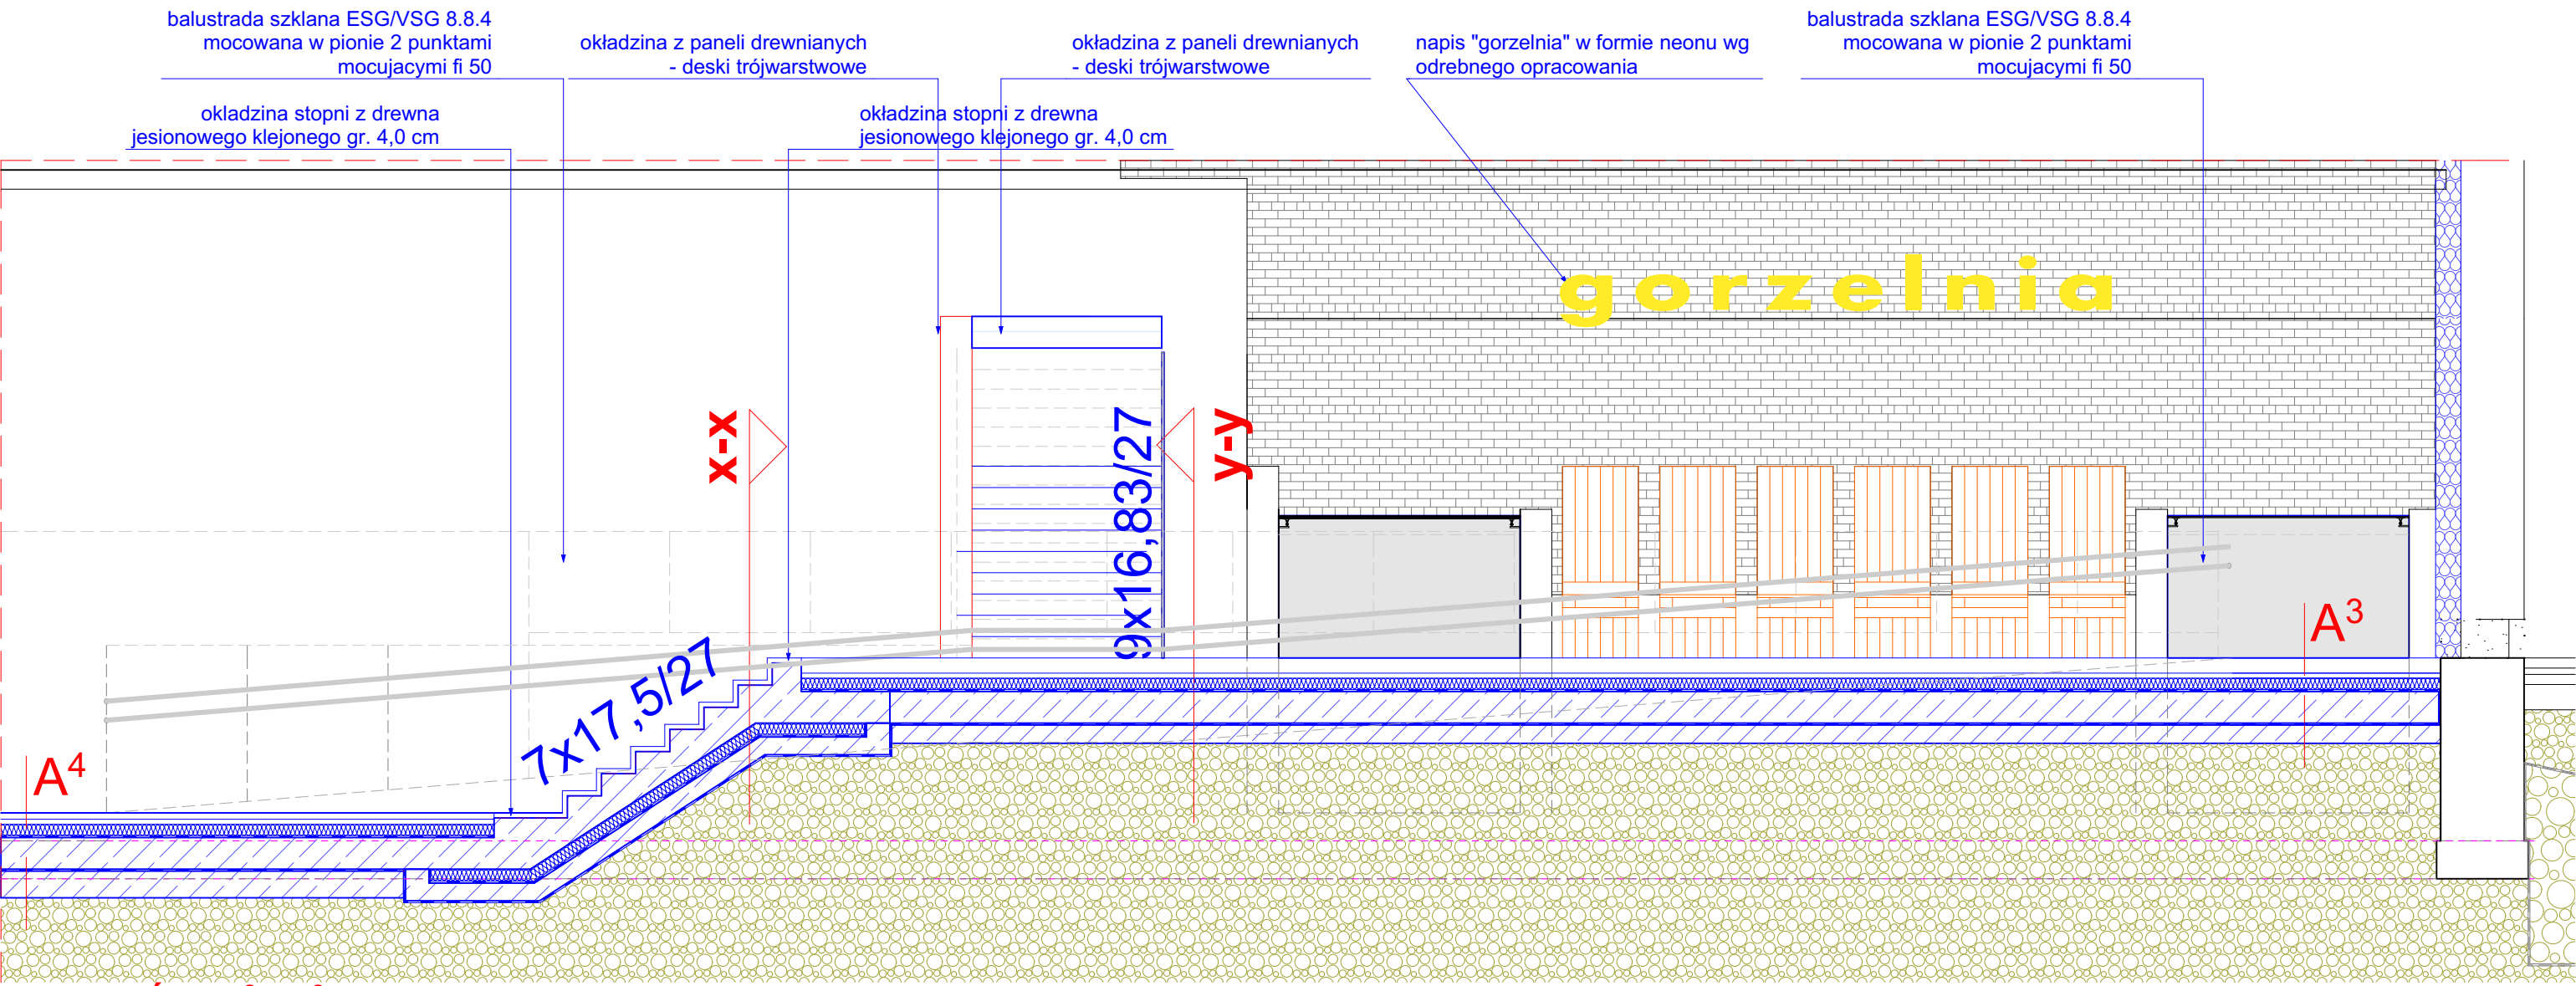 balustrada szklana ESG/VSG 8.8.4
mocowana w pionie 2 punktami
mocujacymi fi 50
okładzina z paneli drewnianych
- deski trójwarstwowe
okładzina z paneli drewnianych
- deski trójwarstwowe
napis "gorzelnia" w formie neonu wg
odrebnego opracowania
balustrada szklana ESG/VSG 8.8.4
mocowana w pionie 2 punktami
mocujacymi fi 50
okladzina stopni z drewna
jesionowego klejonego gr. 4,0 cm
okładzina stopni z drewna
jesionowego klejonego gr. 4,0 cm
gorzelnia
x-x
9x16,83/27
y-y
A³
7x17,5/27
A⁴